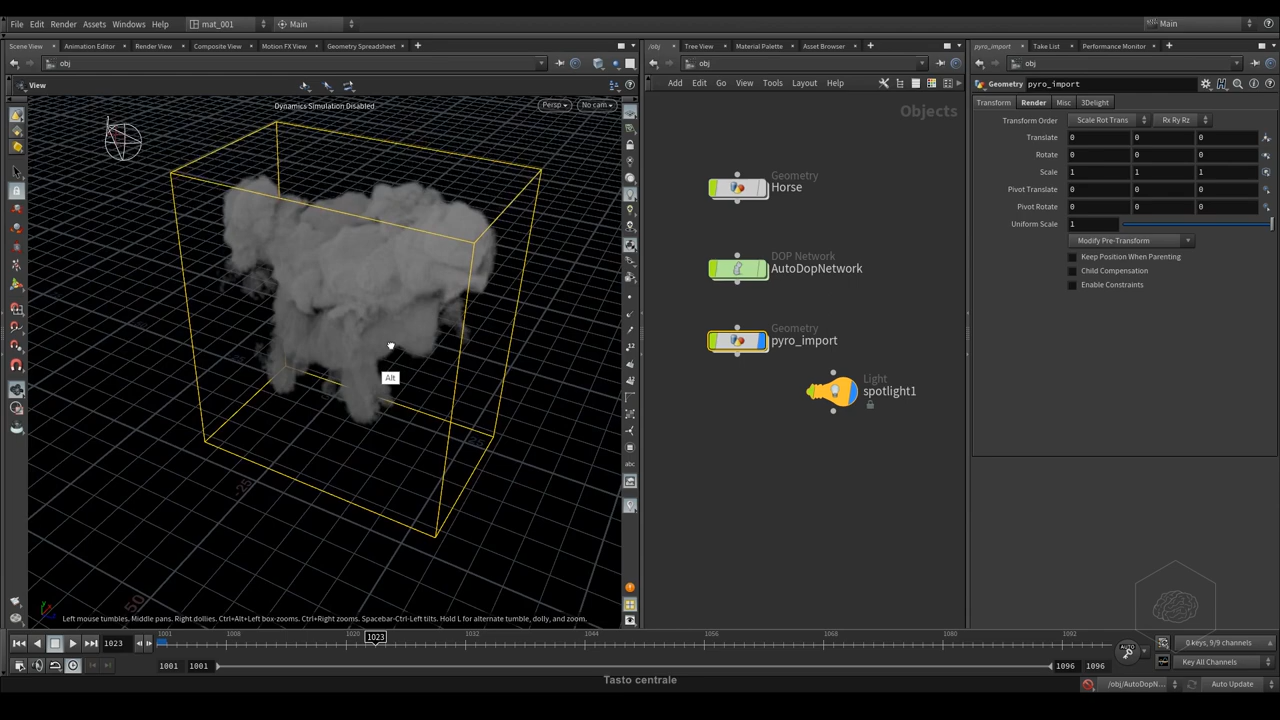 File Edit Render Assets Windows Help mat_001 Main Main
Scene View Animation Editor Render View Composite View Motion FX View Geometry Spreadsheet
/obj Tree View Material Palette Asset Browser
pyro_import Take List Performance Monitor
obj
obj
obj
View
Add Edit Go View Tools Layout Help
Geometry pyro_import
Dynamics Simulation Disabled
Persp No cam
Objects
Transform Render Misc 3Delight
Transform Order Scale Rot Trans Rx Ry Rz
Translate 0 0 0
Rotate 0 0 0
Scale 1 1 1
Pivot Translate 0 0 0
Pivot Rotate 0 0 0
Uniform Scale 1
Modify Pre-Transform
Keep Position When Parenting
Child Compensation
Enable Constraints
Geometry
Horse
DOP Network
AutoDopNetwork
Geometry
pyro_import
Light
spotlight1
Alt
abc
Left mouse tumbles. Middle pans. Right dollies. Ctrl+Alt+Left box-zooms. Ctrl+Right zooms. Spacebar-Ctrl-Left tilts. Hold L for alternate tumble, dolly, and zoom.
1023
1001 1008 1020 1023 1032 1044 1056 1068 1080 1092
AUTO
0 keys, 9/9 channels
1001 1001 1096 1096
Key All Channels
Tasto centrale
/obj/AutoDopN... Auto Update